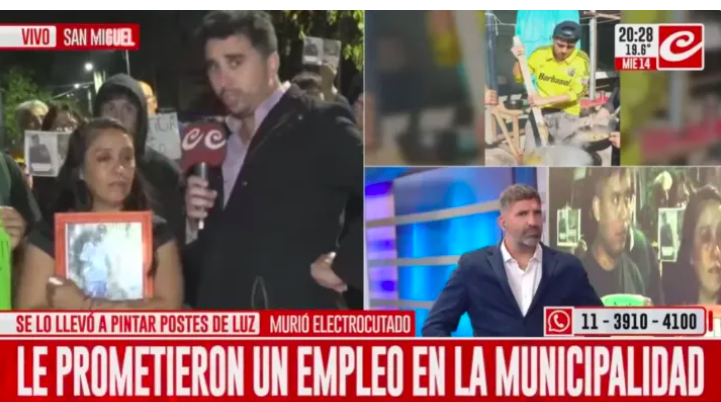 VIVO SAN MIGUEL
20:28
19.6°
MIE 14
Barbasol
SE LO LLEVÓ A PINTAR POSTES DE LUZ MURIÓ ELECTROCUTADO
11-3910-4100
LE PROMETIERON UN EMPLEO EN LA MUNICIPALIDAD